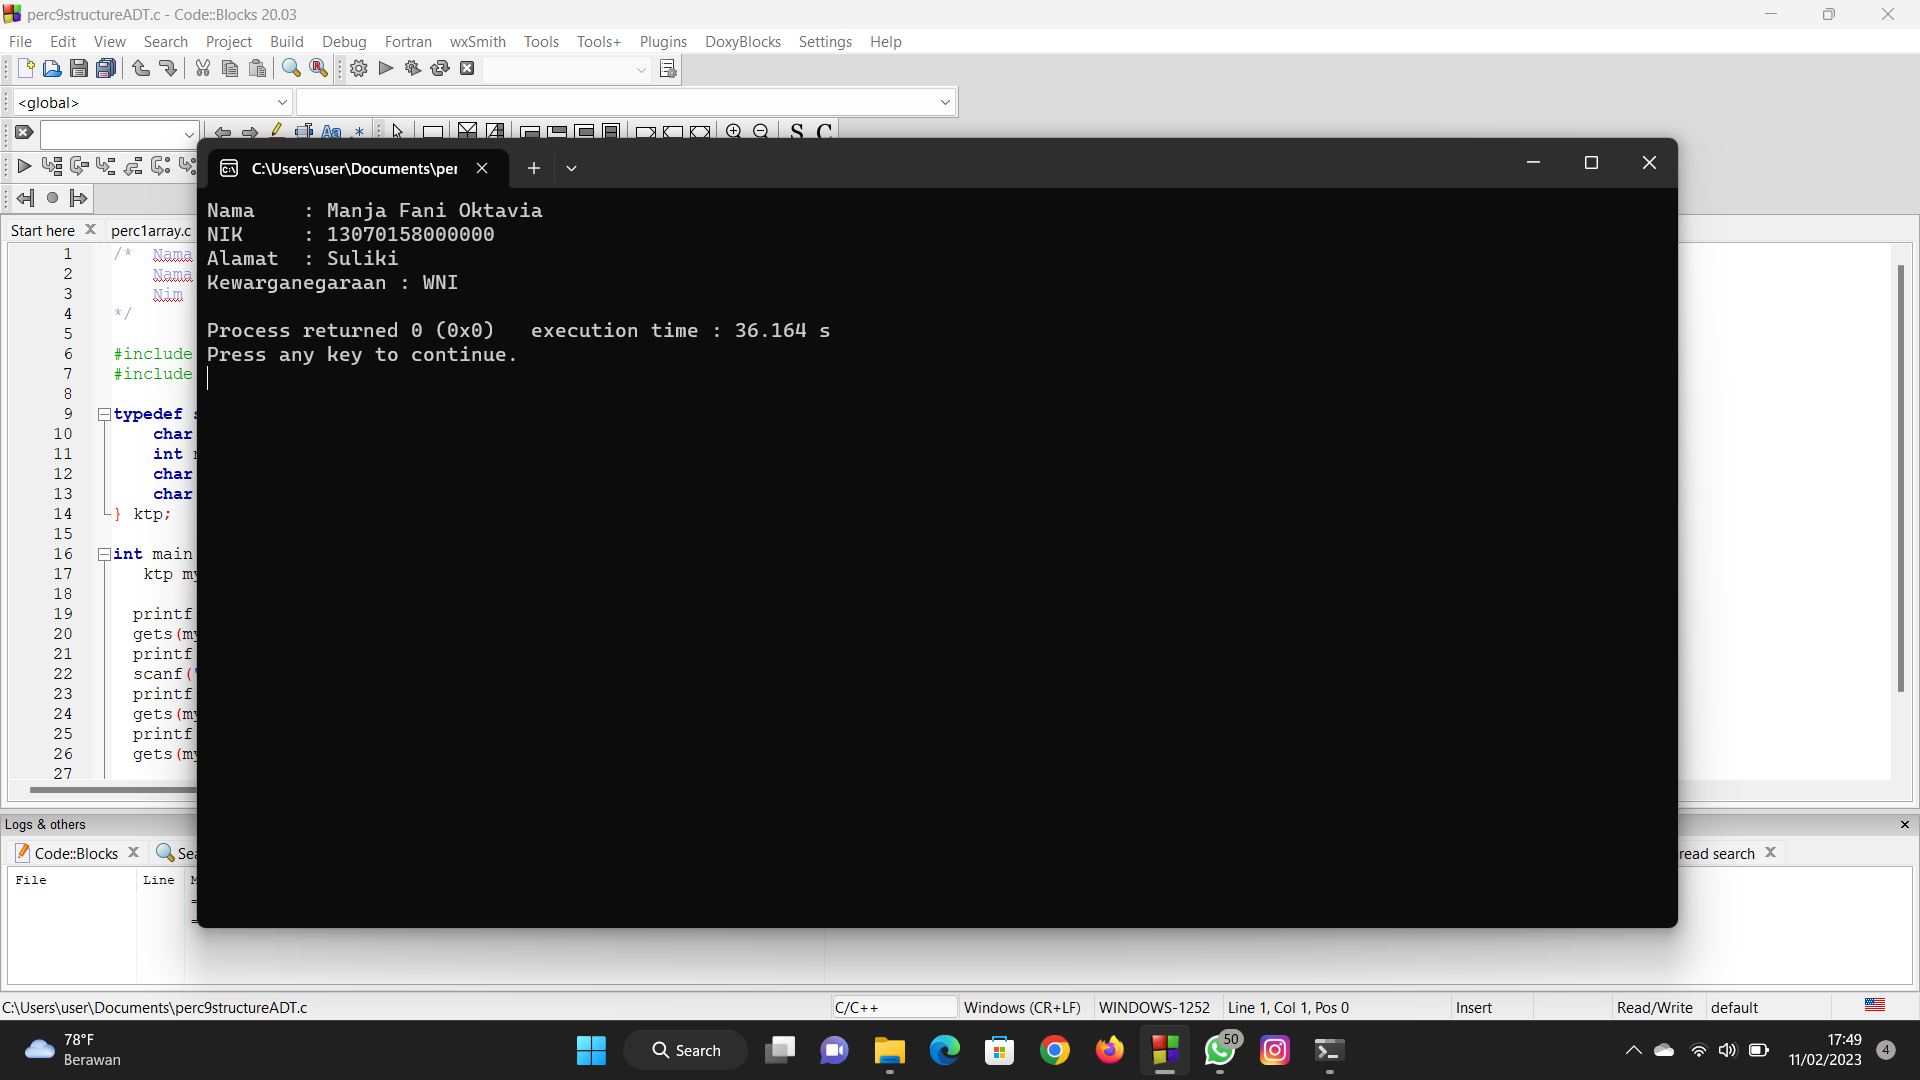 perc9structureADT.c - Code::Blocks 20.03
File Edit View Search Project Build Debug Fortran wxSmith Tools Tools+ Plugins DoxyBlocks Settings Help
<global>
Aa .* S C
C:\Users\user\Documents\per
Start here perc1array.c
Nama : Manja Fani Oktavia
NIK : 13070158000000
Alamat : Suliki
Kewarganegaraan : WNI
Process returned 0 (0x0) execution time : 36.164 s
Press any key to continue.
1 /* Nama
2 Nama
3 Nim
4 */
5
6 #include
7 #include
8
9 typedef
10 char
11 int
12 char
13 char
14 } ktp;
15
16 int main
17 ktp my
18
19 printf
20 gets(my
21 printf
22 scanf("
23 printf
24 gets(my
25 printf
26 gets(my
27
Logs & others
Code::Blocks Sea read search
File Line
C:\Users\user\Documents\perc9structureADT.c C/C++ Windows (CR+LF) WINDOWS-1252 Line 1, Col 1, Pos 0 Insert Read/Write default
78°F
Berawan
Search
50
17:49
11/02/2023
4